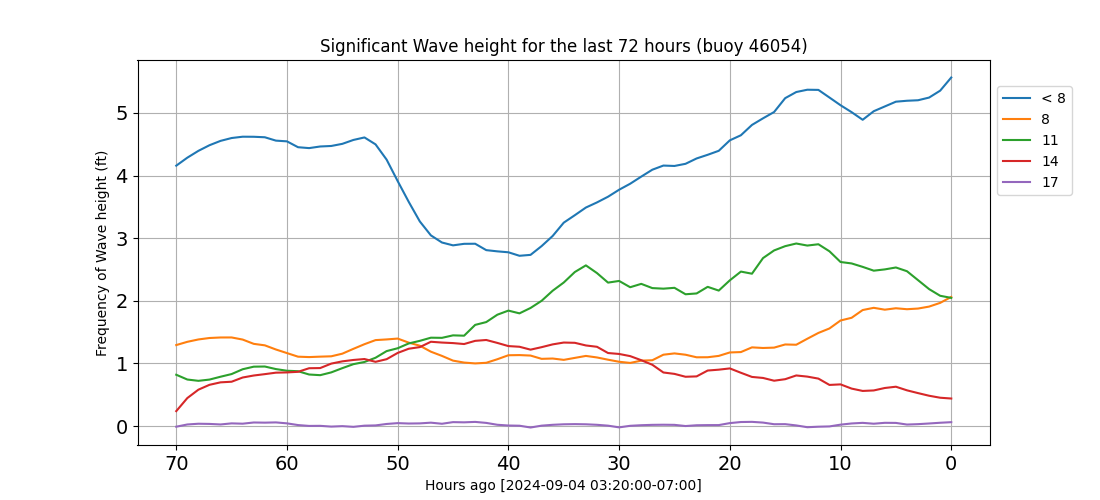 Significant Wave height for the last 72 hours (buoy 46054)
Frequency of Wave height (ft)
5
4
3
2
1
0
70 60 50 40 30 20 10 0
Hours ago [2024-09-04 03:20:00-07:00]
< 8
8
11
14
17